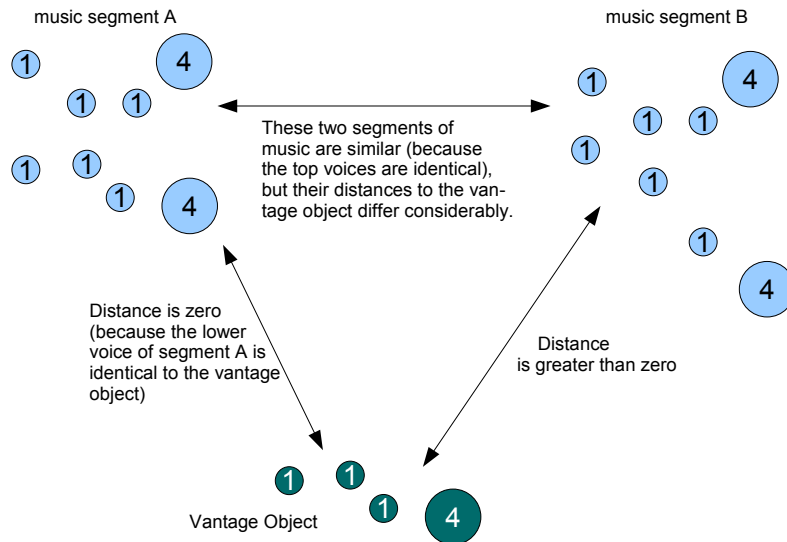 music segment A
music segment B
1
4
1
1
1
1
1
4
1
4
1
1
1
1
1
4
These two segments of
music are similar (because
the top voices are identical),
but their distances to the van-
tage object differ considerably.
Distance is zero
(because the lower
voice of segment A is
identical to the vantage
object)
Distance
is greater than zero
1
1
1
4
Vantage Object